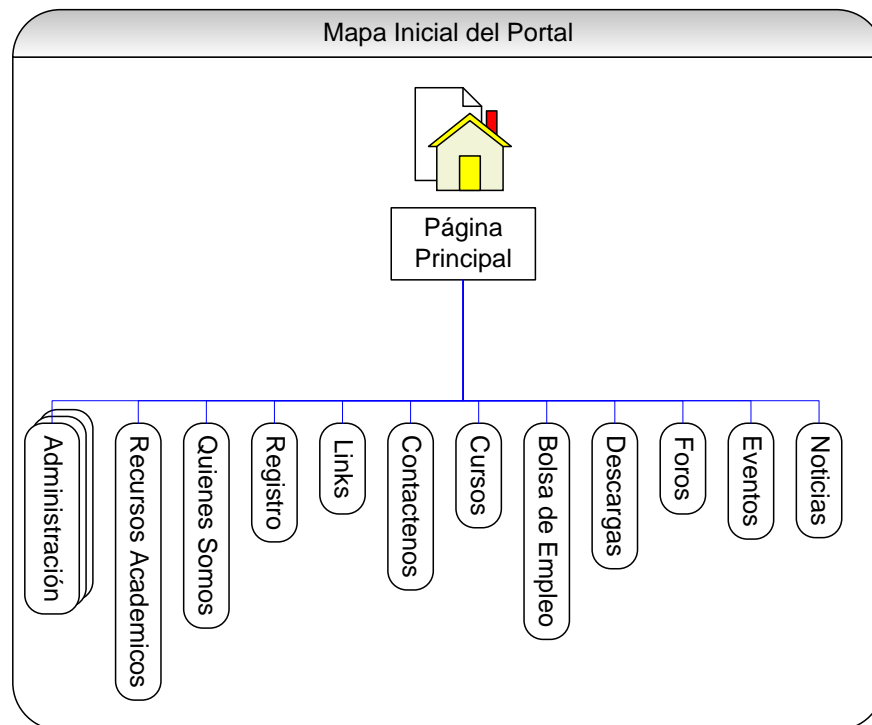 Mapa Inicial del Portal
Página
Principal
Administración
Recursos Academicos
Quienes Somos
Registro
Links
Contactenos
Cursos
Bolsa de Empleo
Descargas
Foros
Eventos
Noticias